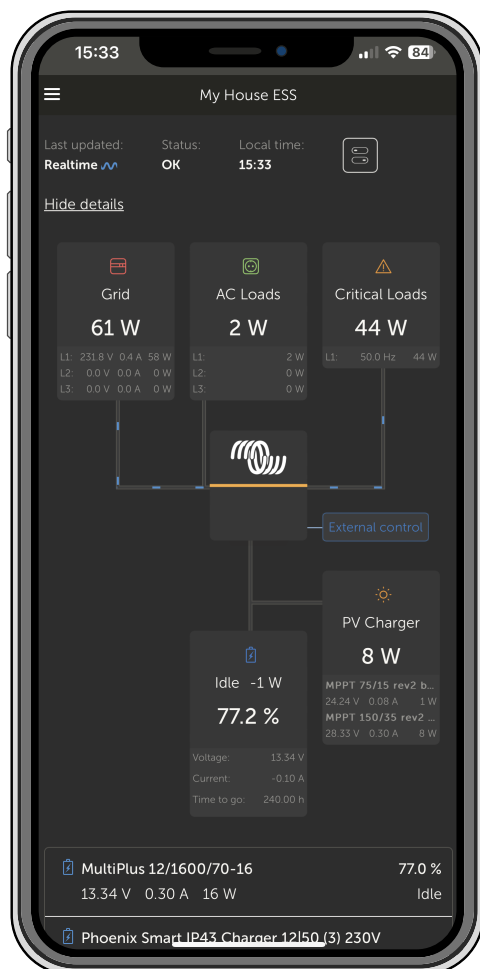 15:33
84
My House ESS
Last updated: Status: Local time:
Realtime OK 15:33
Hide details
Grid
61 W
L1: 231.8 V 0.4 A 58 W
L2: 0.0 V 0.0 A 0 W
L3: 0.0 V 0.0 A 0 W
AC Loads
2 W
L1: 2 W
L2: 0 W
L3: 0 W
Critical Loads
44 W
L1: 50.0 Hz 44 W
External control
PV Charger
8 W
MPPT 75/15 rev2 b...
24.24 V 0.08 A 1 W
MPPT 150/35 rev2 ...
28.33 V 0.30 A 8 W
Idle -1 W
77.2 %
Voltage: 13.34 V
Current: -0.10 A
Time to go: 240.00 h
MultiPlus 12/1600/70-16 77.0 %
13.34 V 0.30 A 16 W Idle
Phoenix Smart IP43 Charger 12|50 (3) 230V